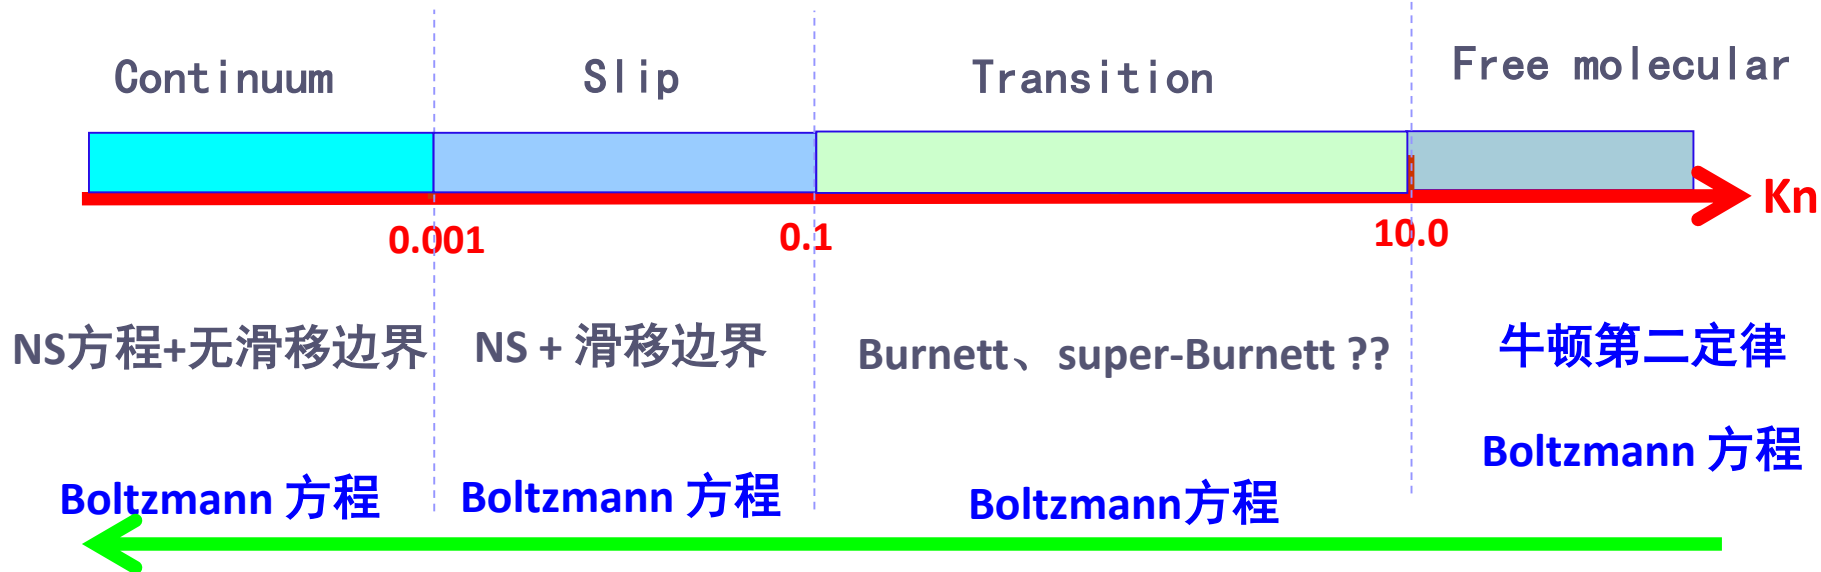 Continuum
Slip
Transition
Free molecular
Kn
0.001
0.1
10.0
NS方程+无滑移边界
NS + 滑移边界
Burnett、super-Burnett ??
牛顿第二定律
Boltzmann 方程
Boltzmann 方程
Boltzmann方程
Boltzmann 方程